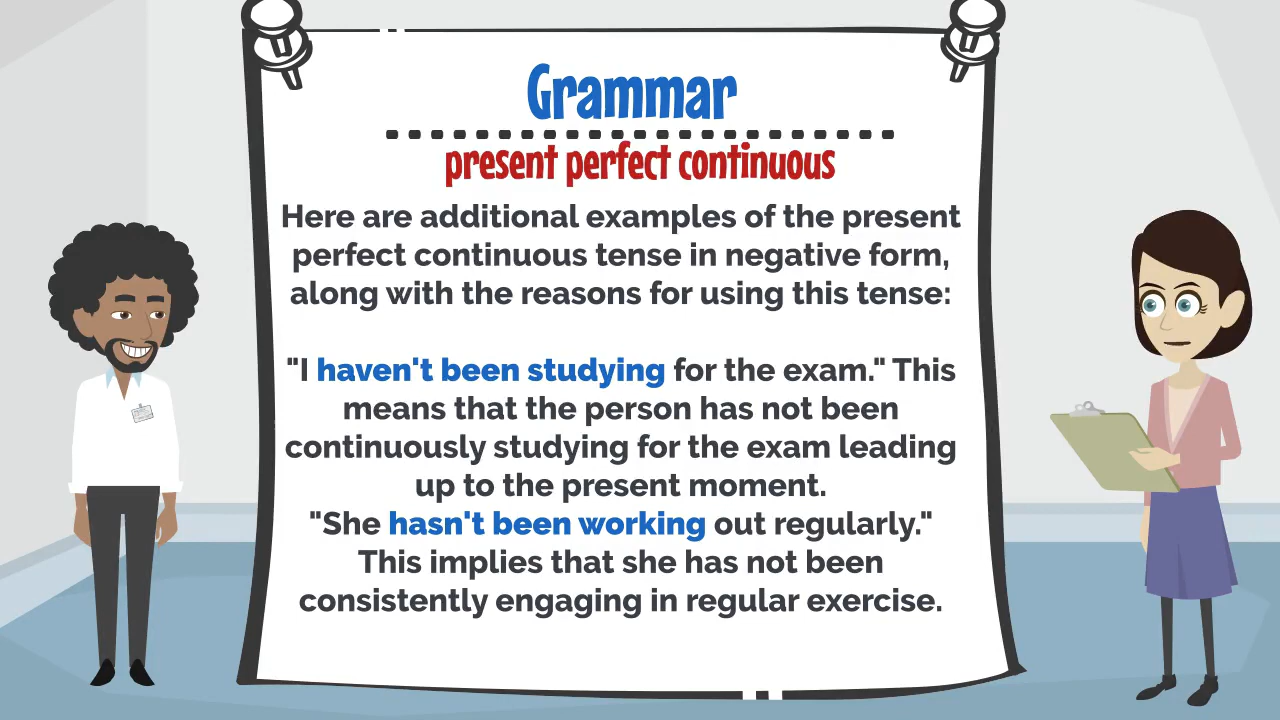 Grammar
present perfect continuous
Here are additional examples of the present
perfect continuous tense in negative form,
along with the reasons for using this tense:
"I haven't been studying for the exam." This
means that the person has not been
continuously studying for the exam leading
up to the present moment.
"She hasn't been working out regularly."
This implies that she has not been
consistently engaging in regular exercise.